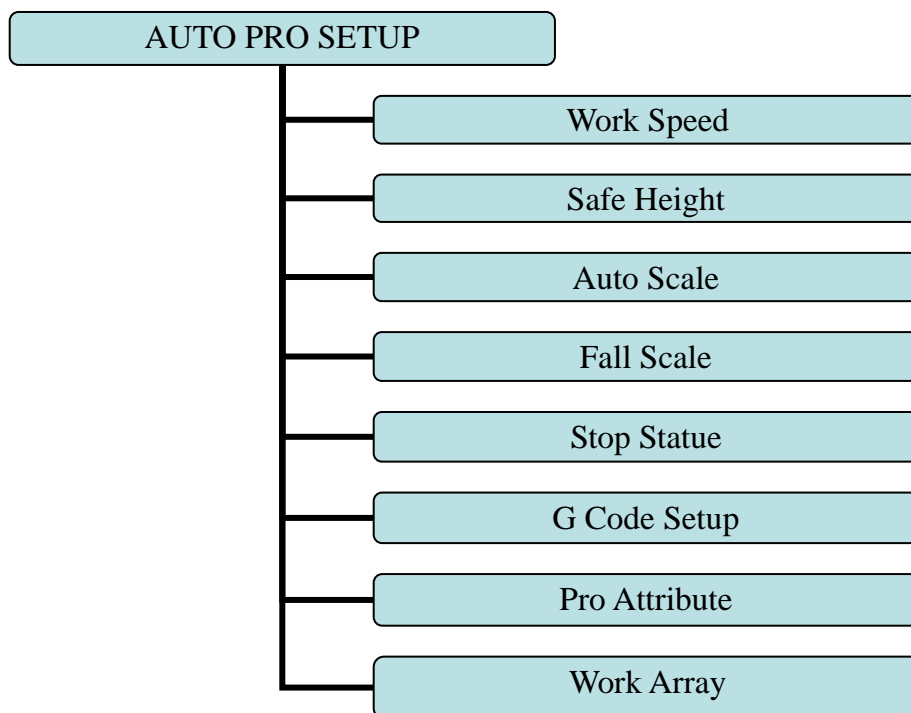 AUTO PRO SETUP
Work Speed
Safe Height
Auto Scale
Fall Scale
Stop Statue
G Code Setup
Pro Attribute
Work Array